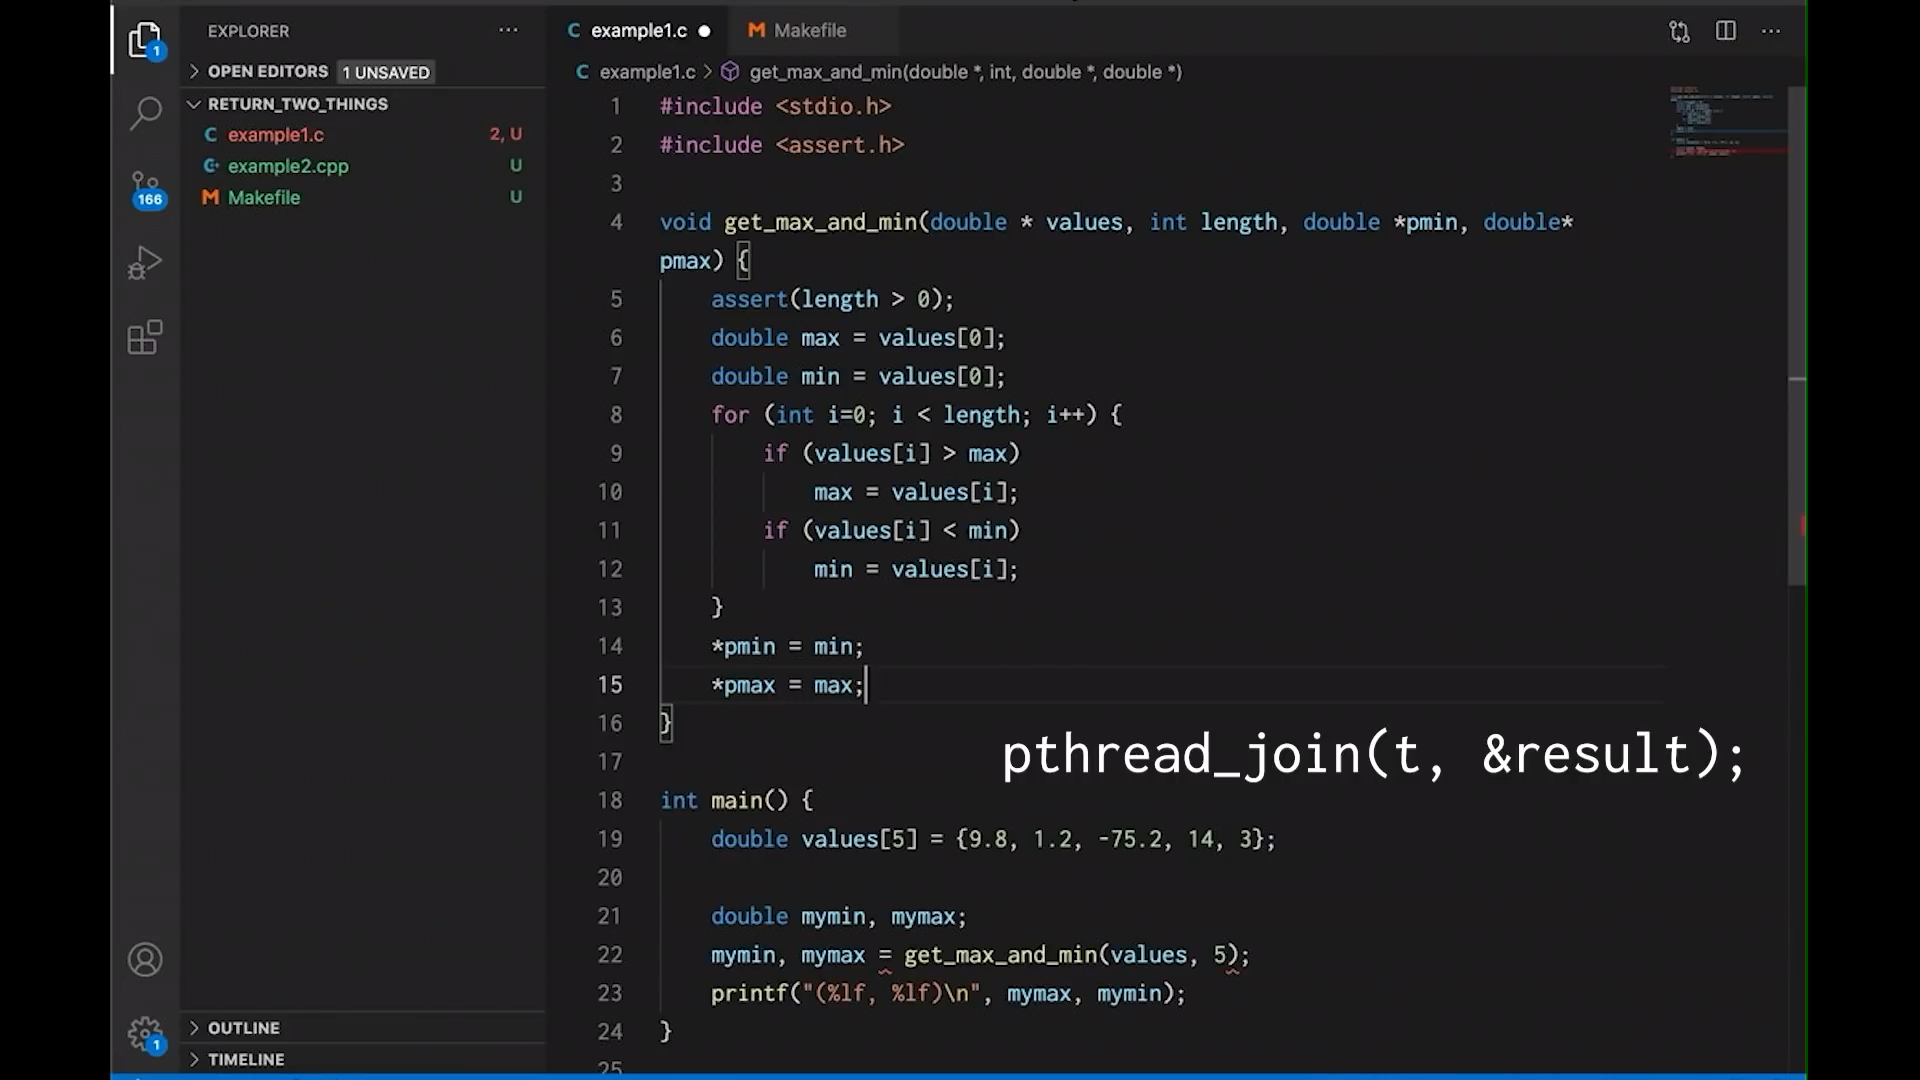 EXPLORER
OPEN EDITORS 1 UNSAVED
RETURN_TWO_THINGS
C example1.c 2, U
C+ example2.cpp U
M Makefile U
1
166
OUTLINE
1
TIMELINE
C example1.c ● M Makefile
C example1.c > get_max_and_min(double *, int, double *, double *)
1 #include <stdio.h>
2 #include <assert.h>
3
4 void get_max_and_min(double * values, int length, double *pmin, double*
pmax) {
5 assert(length > 0);
6 double max = values[0];
7 double min = values[0];
8 for (int i=0; i < length; i++) {
9 if (values[i] > max)
10 max = values[i];
11 if (values[i] < min)
12 min = values[i];
13 }
14 *pmin = min;
15 *pmax = max;
16 }
17
pthread_join(t, &result);
18 int main() {
19 double values[5] = {9.8, 1.2, -75.2, 14, 3};
20
21 double mymin, mymax;
22 mymin, mymax = get_max_and_min(values, 5);
23 printf("(%lf, %lf)\n", mymax, mymin);
24 }
25